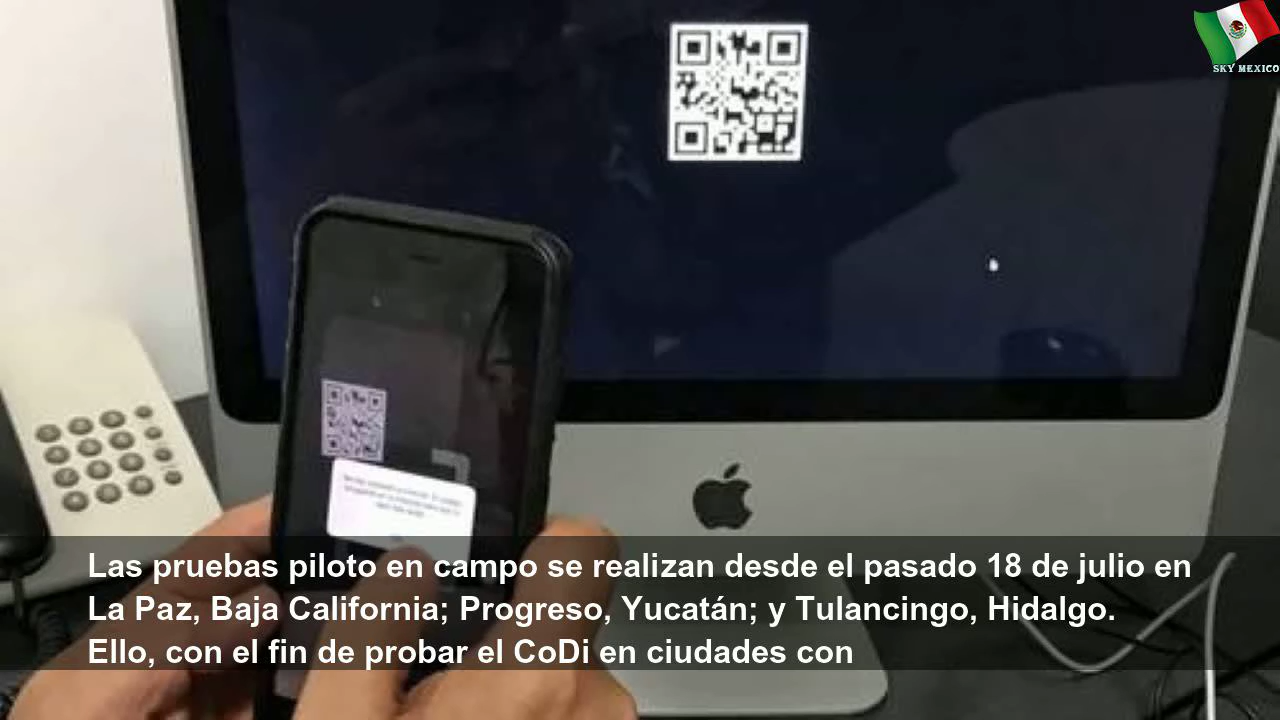 SKY MEXICO
Las pruebas piloto en campo se realizan desde el pasado 18 de julio en
La Paz, Baja California; Progreso, Yucatán; y Tulancingo, Hidalgo.
Ello, con el fin de probar el CoDi en ciudades con